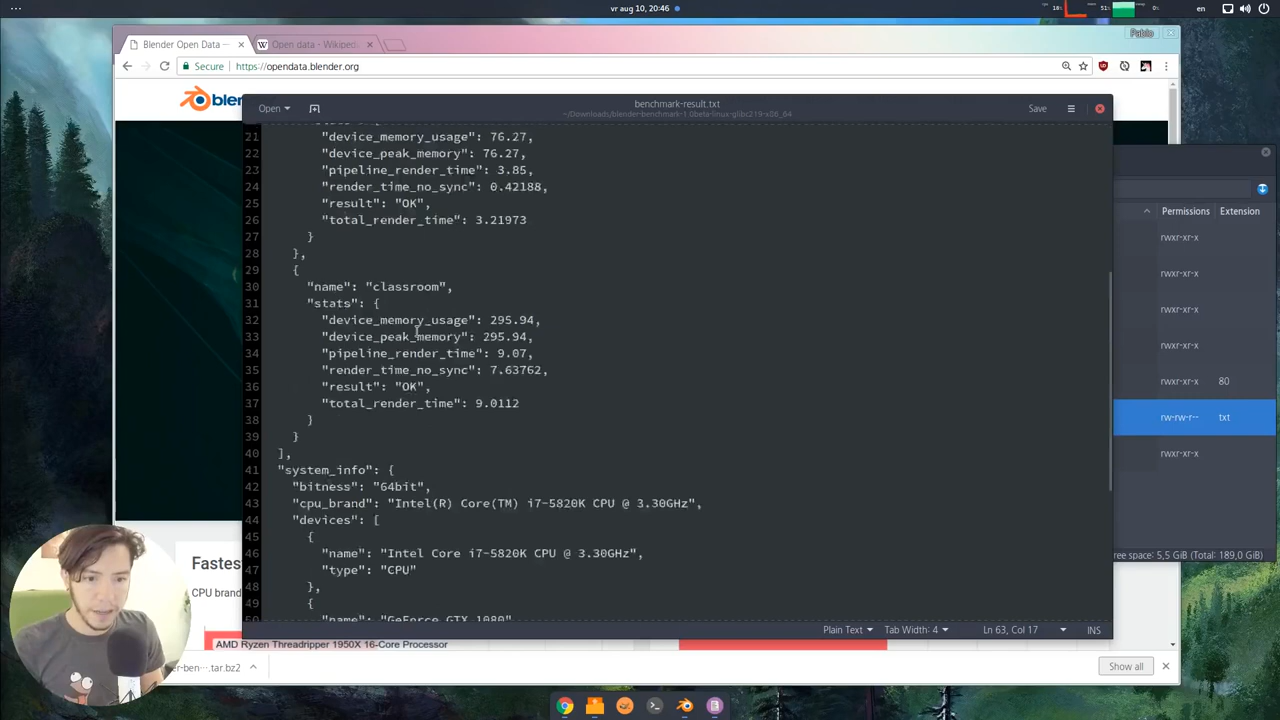 vr aug 10, 20:46
18%
51%
0%
en
Blender Open Data —
Open data - Wikiped
Pablo
Secure
https://opendata.blender.org
Open
benchmark-result.txt
~/Downloads/blender-benchmark-1.0beta-linux-glibc219-x86_64
Save
21 "device_memory_usage": 76.27,
22 "device_peak_memory": 76.27,
23 "pipeline_render_time": 3.85,
24 "render_time_no_sync": 0.42188,
25 "result": "OK",
26 "total_render_time": 3.21973
27 }
28 },
29 {
30 "name": "classroom",
31 "stats": {
32 "device_memory_usage": 295.94,
33 "device_peak_memory": 295.94,
34 "pipeline_render_time": 9.07,
35 "render_time_no_sync": 7.63762,
36 "result": "OK",
37 "total_render_time": 9.0112
38 }
39 }
40 ],
41 "system_info": {
42 "bitness": "64bit",
43 "cpu_brand": "Intel(R) Core(TM) i7-5820K CPU @ 3.30GHz",
44 "devices": [
45 {
46 "name": "Intel Core i7-5820K CPU @ 3.30GHz",
47 "type": "CPU"
48 },
49 {
50 "name": "GeForce GTX 1080"
Plain Text
Tab Width: 4
Ln 63, Col 17
INS
Permissions
Extension
rwxr-xr-x
rwxr-xr-x
rwxr-xr-x
rwxr-xr-x
rwxr-xr-x 80
rw-rw-r-- txt
rwxr-xr-x
free space: 5,5 GiB (Total: 189,0 GiB)
Fastes
CPU brand
AMD Ryzen Threadripper 1950X 16-Core Processor
er-ben….tar.bz2
Show all